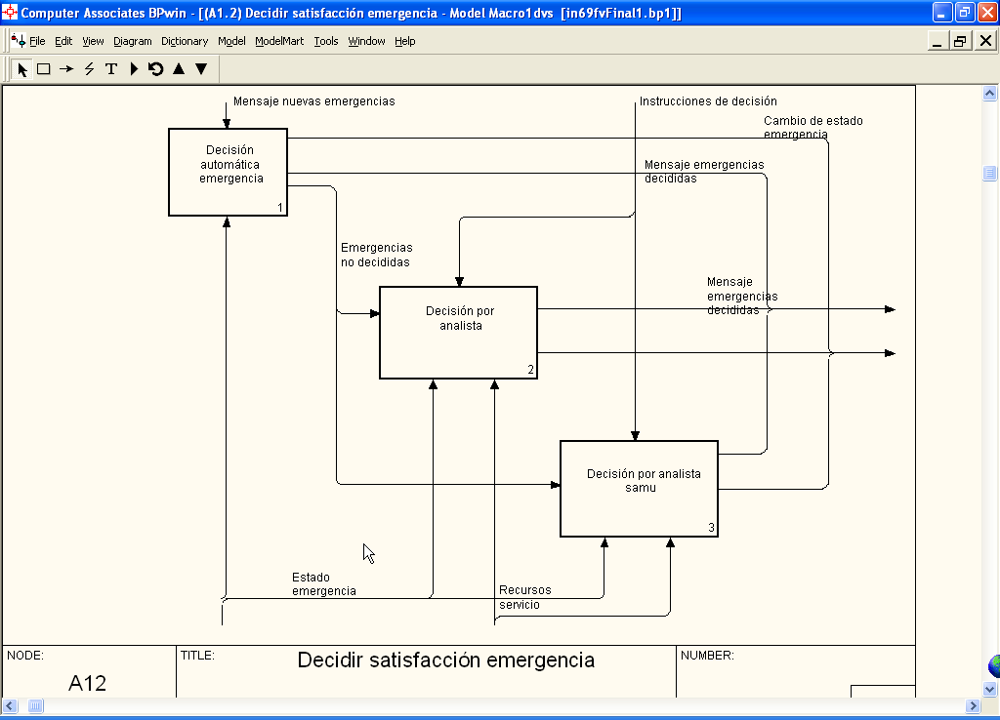 Computer Associates BPwin - [(A1.2) Decidir satisfacción emergencia - Model Macro1dvs [in69fvFinal1.bp1]]
File Edit View Diagram Dictionary Model ModelMart Tools Window Help
T
Mensaje nuevas emergencias
Instrucciones de decisión
Cambio de estado
emergencia
Decisión
automática
emergencia
1
Mensaje emergencias
decididas
Emergencias
no decididas
Mensaje
emergencias
decididas
Decisión por
analista
2
Decisión por analista
samu
3
Estado
emergencia
Recursos
servicio
NODE:
A12
TITLE:
Decidir satisfacción emergencia
NUMBER: